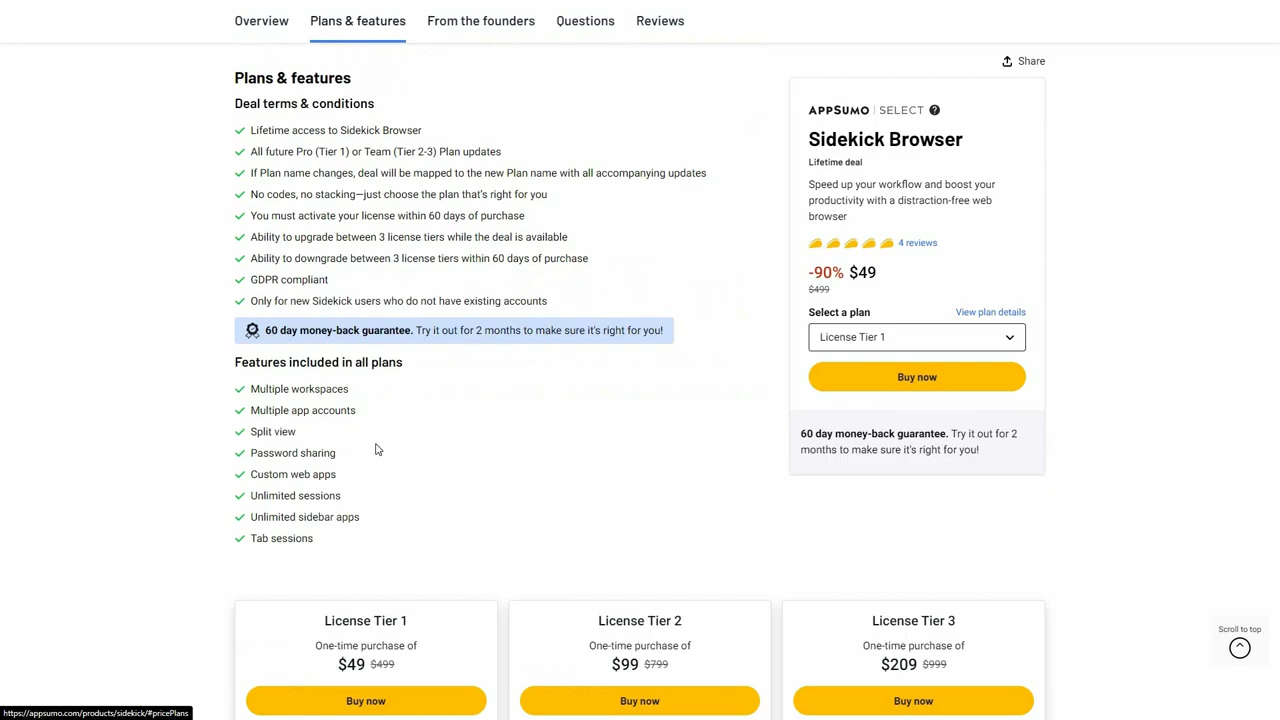 Overview Plans & features From the founders Questions Reviews
Share
Plans & features
Deal terms & conditions
Lifetime access to Sidekick Browser
All future Pro (Tier 1) or Team (Tier 2-3) Plan updates
If Plan name changes, deal will be mapped to the new Plan name with all accompanying updates
No codes, no stacking—just choose the plan that's right for you
You must activate your license within 60 days of purchase
Ability to upgrade between 3 license tiers while the deal is available
Ability to downgrade between 3 license tiers within 60 days of purchase
GDPR compliant
Only for new Sidekick users who do not have existing accounts
60 day money-back guarantee. Try it out for 2 months to make sure it's right for you!
Features included in all plans
Multiple workspaces
Multiple app accounts
Split view
Password sharing
Custom web apps
Unlimited sessions
Unlimited sidebar apps
Tab sessions
APPSUMO | SELECT ?
Sidekick Browser
Lifetime deal
Speed up your workflow and boost your
productivity with a distraction-free web
browser
4 reviews
-90% $49
$499
Select a plan View plan details
License Tier 1
Buy now
60 day money-back guarantee. Try it out for 2
months to make sure it's right for you!
License Tier 1
One-time purchase of
$49 $499
Buy now
License Tier 2
One-time purchase of
$99 $799
Buy now
License Tier 3
One-time purchase of
$209 $999
Buy now
Scroll to top
https://appsumo.com/products/sidekick/#pricePlans